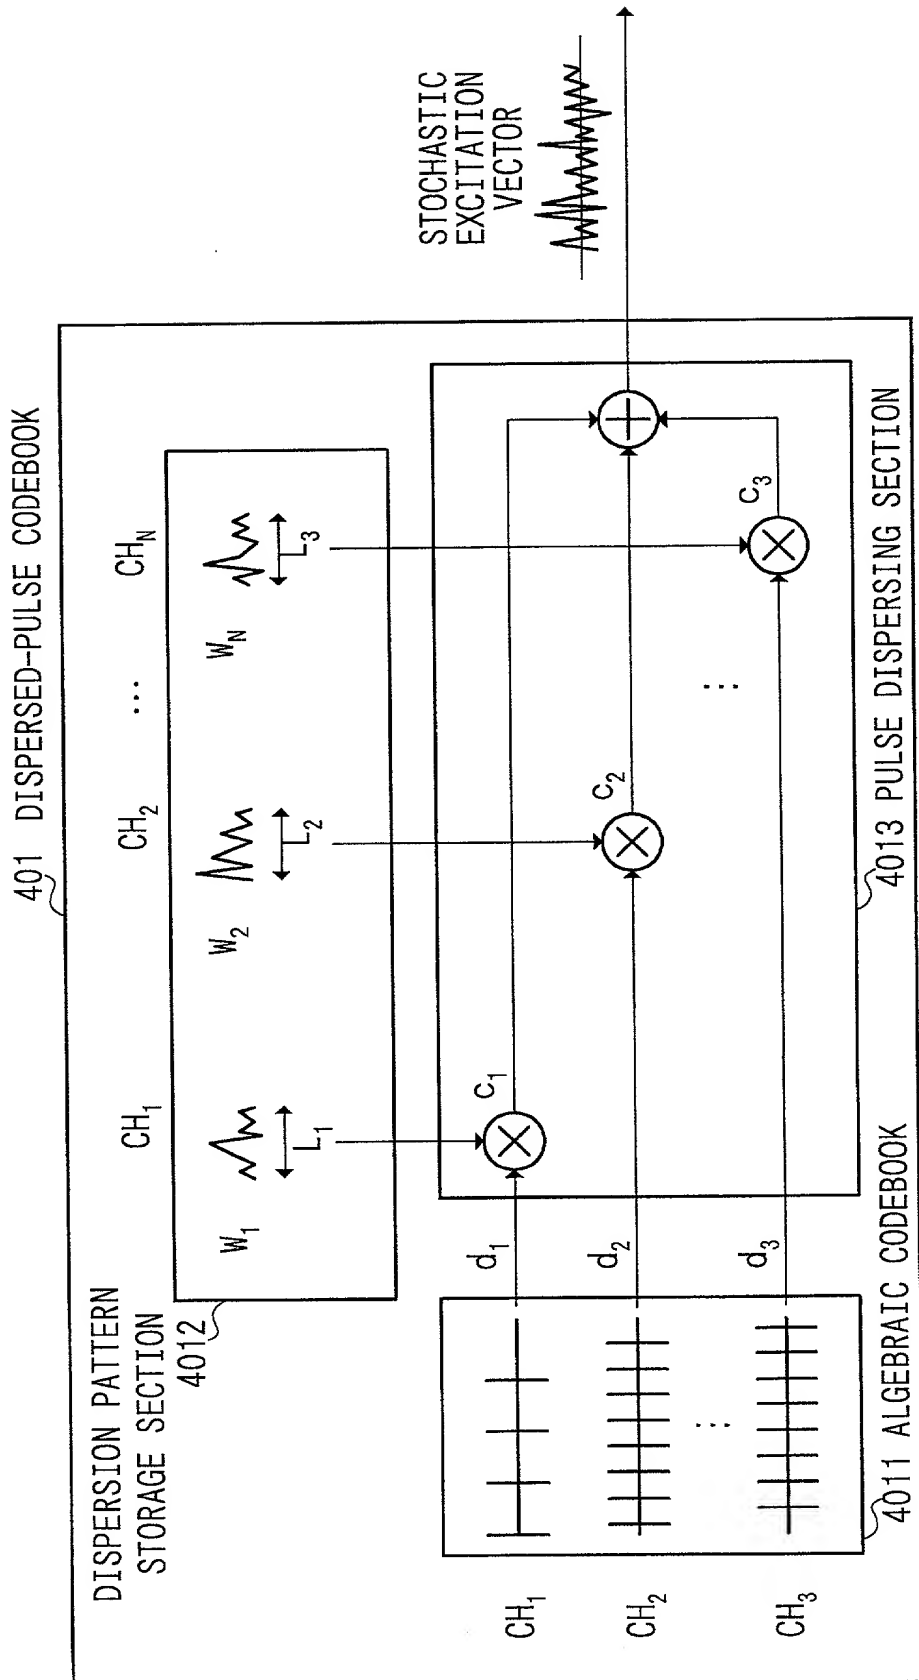 401 DISPERSED-PULSE CODEBOOK
DISPERSION PATTERN
STORAGE SECTION
4012
CH1
CH2
...
CHN
W1
L1
W2
L2
WN
L3
STOCHASTIC
EXCITATION
VECTOR
CH1
d1
c1
CH2
d2
c2
...
...
CH3
d3
c3
4011 ALGEBRAIC CODEBOOK
4013 PULSE DISPERSING SECTION